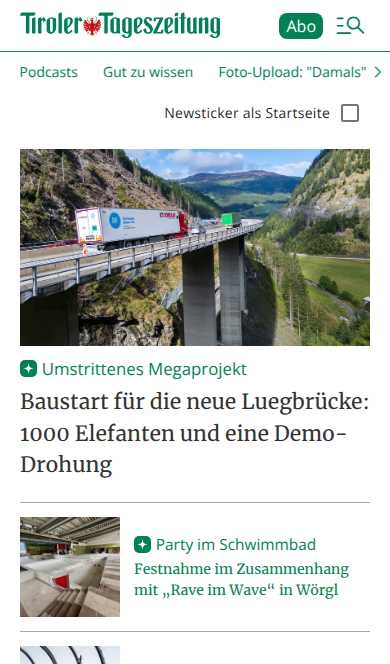 Tiroler Tageszeitung
Abo
Podcasts Gut zu wissen Foto-Upload: "Damals"
Newsticker als Startseite
Umstrittenes Megaprojekt
Baustart für die neue Luegbrücke:
1000 Elefanten und eine Demo-
Drohung
Party im Schwimmbad
Festnahme im Zusammenhang
mit „Rave im Wave“ in Wörgl